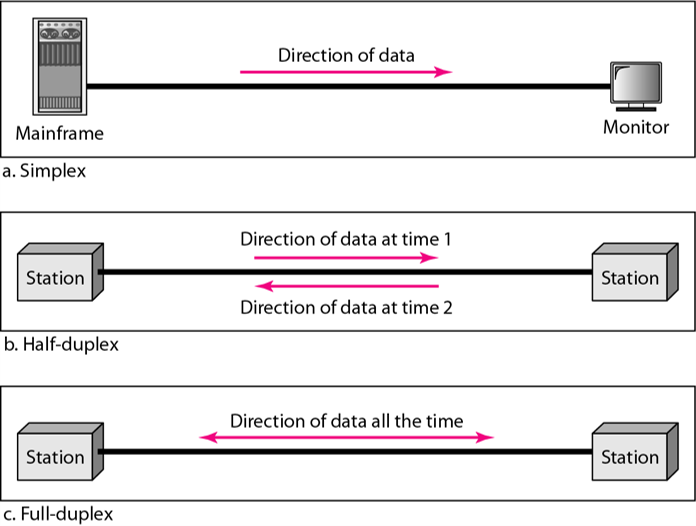 Direction of data
Mainframe
Monitor
a. Simplex
Direction of data at time 1
Station
Station
Direction of data at time 2
b. Half-duplex
Direction of data all the time
Station
Station
c. Full-duplex